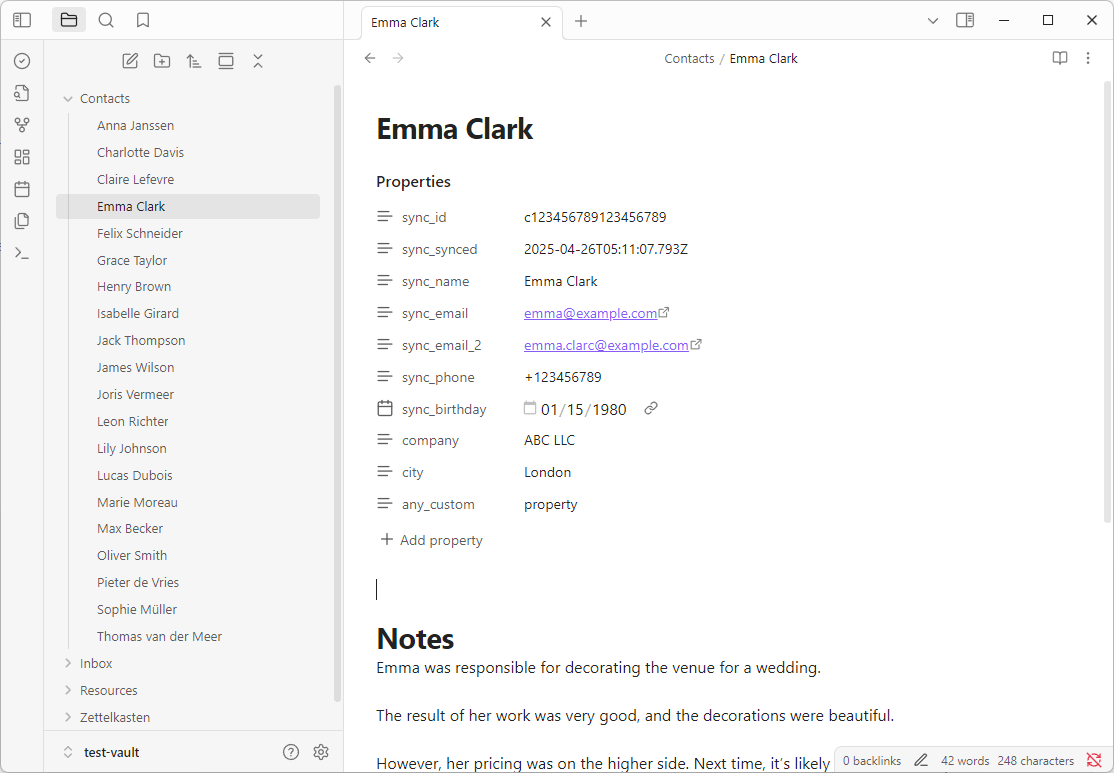 Emma Clark
Contacts / Emma Clark
Contacts
Anna Janssen
Charlotte Davis
Claire Lefevre
Emma Clark
Felix Schneider
Grace Taylor
Henry Brown
Isabelle Girard
Jack Thompson
James Wilson
Joris Vermeer
Leon Richter
Lily Johnson
Lucas Dubois
Marie Moreau
Max Becker
Oliver Smith
Pieter de Vries
Sophie Müller
Thomas van der Meer
Inbox
Resources
Zettelkasten
test-vault
Emma Clark
Properties
sync_id c123456789123456789
sync_synced 2025-04-26T05:11:07.793Z
sync_name Emma Clark
sync_email emma@example.com
sync_email_2 emma.clarc@example.com
sync_phone +123456789
sync_birthday 01/15/1980
company ABC LLC
city London
any_custom property
Add property
Notes
Emma was responsible for decorating the venue for a wedding.
The result of her work was very good, and the decorations were beautiful.
However, her pricing was on the higher side. Next time, it's likely
0 backlinks 42 words 248 characters